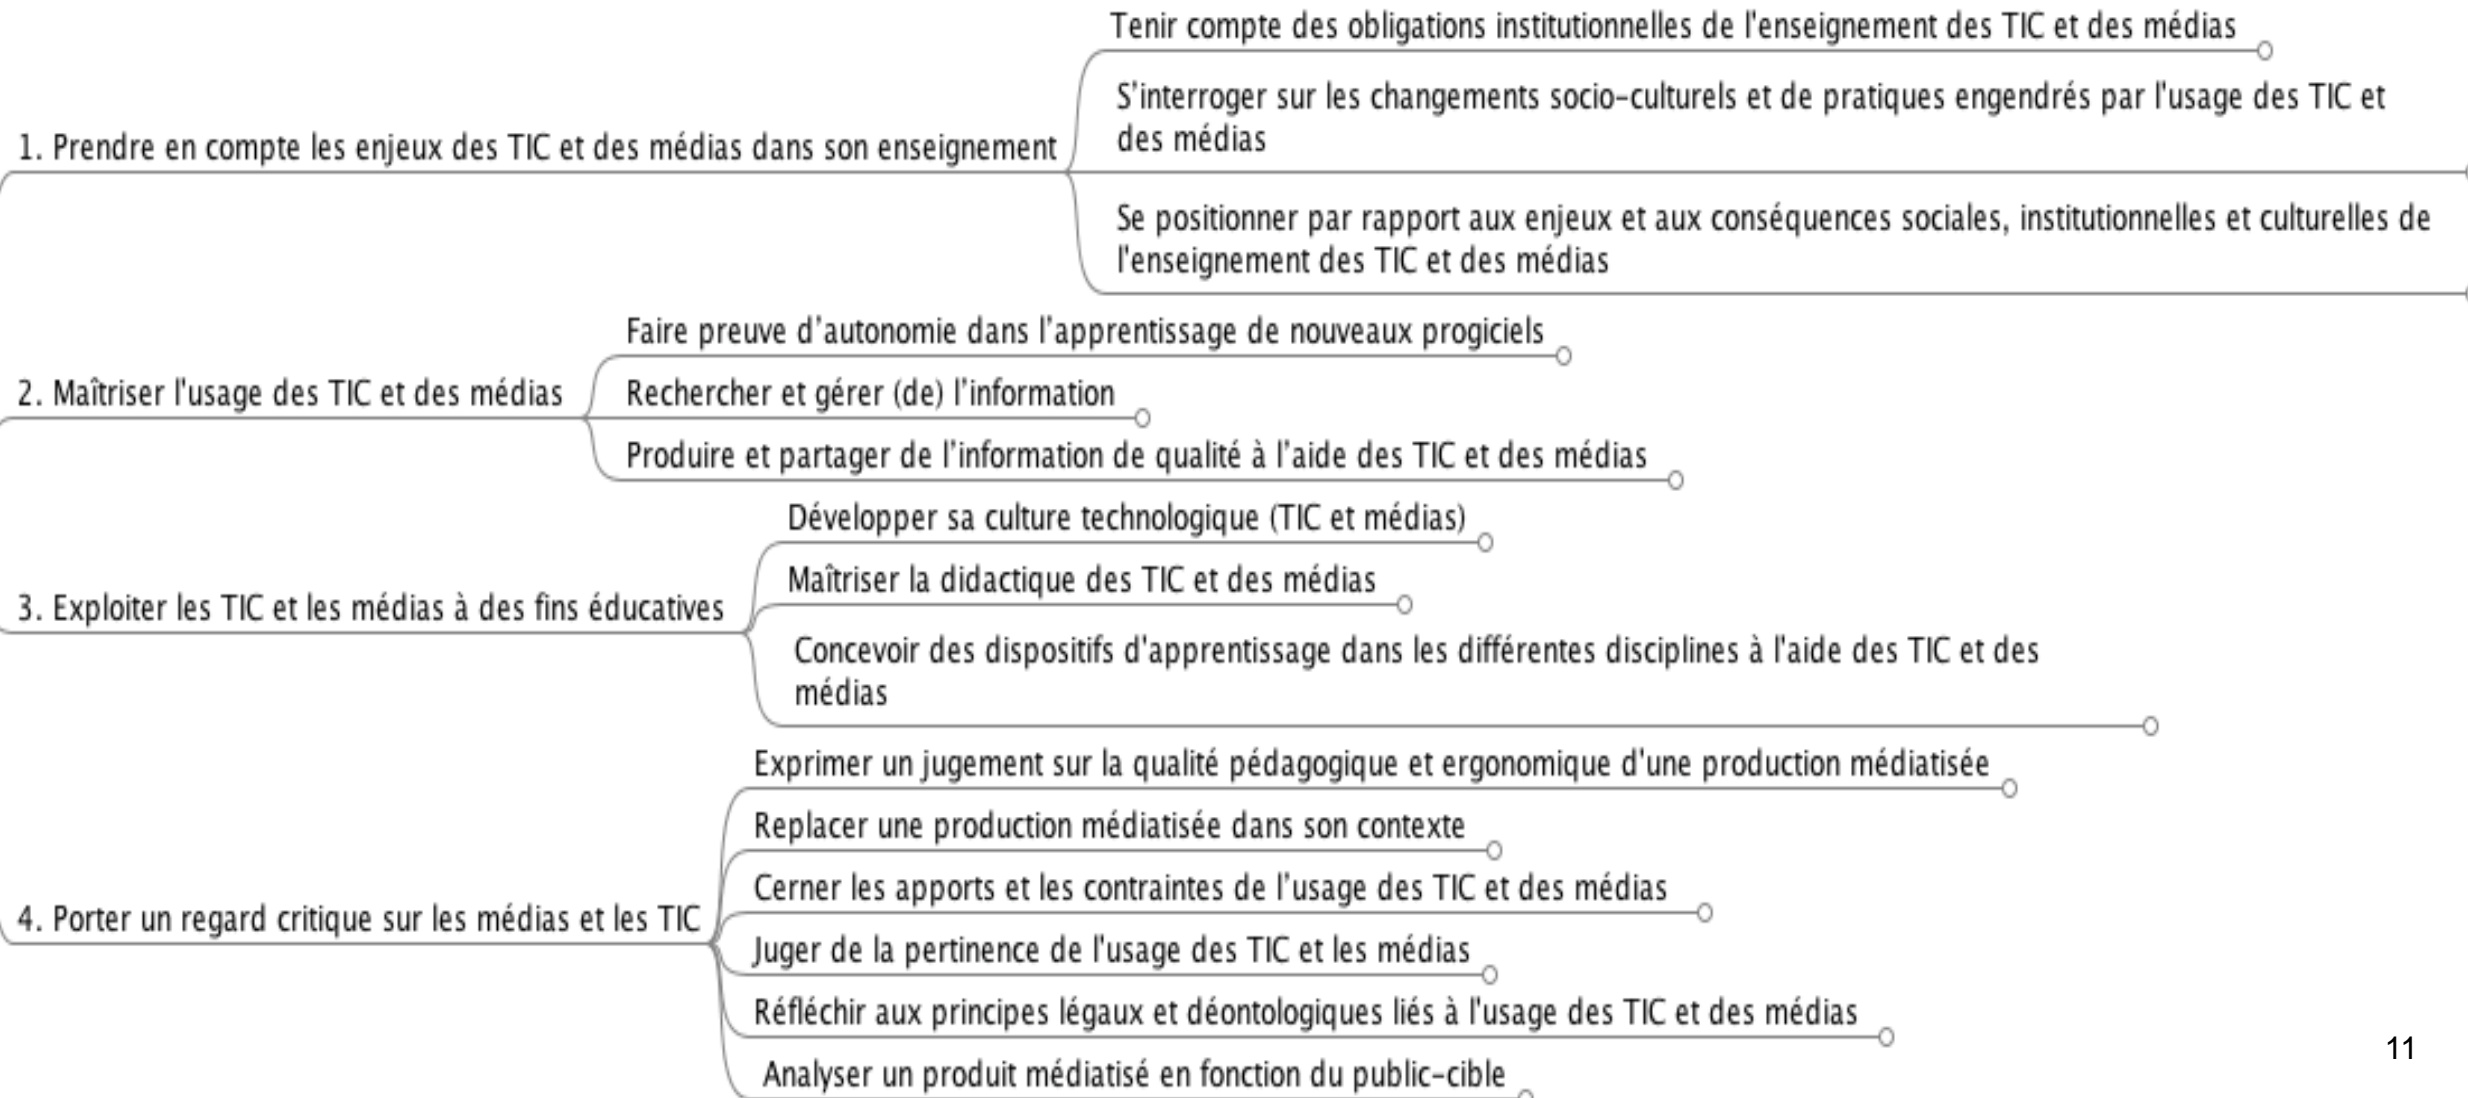 1. Prendre en compte les enjeux des TIC et des médias dans son enseignement
Tenir compte des obligations institutionnelles de l'enseignement des TIC et des médias
S’interroger sur les changements socio-culturels et de pratiques engendrés par l'usage des TIC et
des médias
Se positionner par rapport aux enjeux et aux conséquences sociales, institutionnelles et culturelles de
l'enseignement des TIC et des médias
2. Maîtriser l'usage des TIC et des médias
Faire preuve d’autonomie dans l’apprentissage de nouveaux progiciels
Rechercher et gérer (de) l’information
Produire et partager de l’information de qualité à l’aide des TIC et des médias
3. Exploiter les TIC et les médias à des fins éducatives
Développer sa culture technologique (TIC et médias)
Maîtriser la didactique des TIC et des médias
Concevoir des dispositifs d'apprentissage dans les différentes disciplines à l'aide des TIC et des
médias
4. Porter un regard critique sur les médias et les TIC
Exprimer un jugement sur la qualité pédagogique et ergonomique d'une production médiatisée
Replacer une production médiatisée dans son contexte
Cerner les apports et les contraintes de l’usage des TIC et des médias
Juger de la pertinence de l'usage des TIC et les médias
Réfléchir aux principes légaux et déontologiques liés à l'usage des TIC et des médias
Analyser un produit médiatisé en fonction du public-cible
11